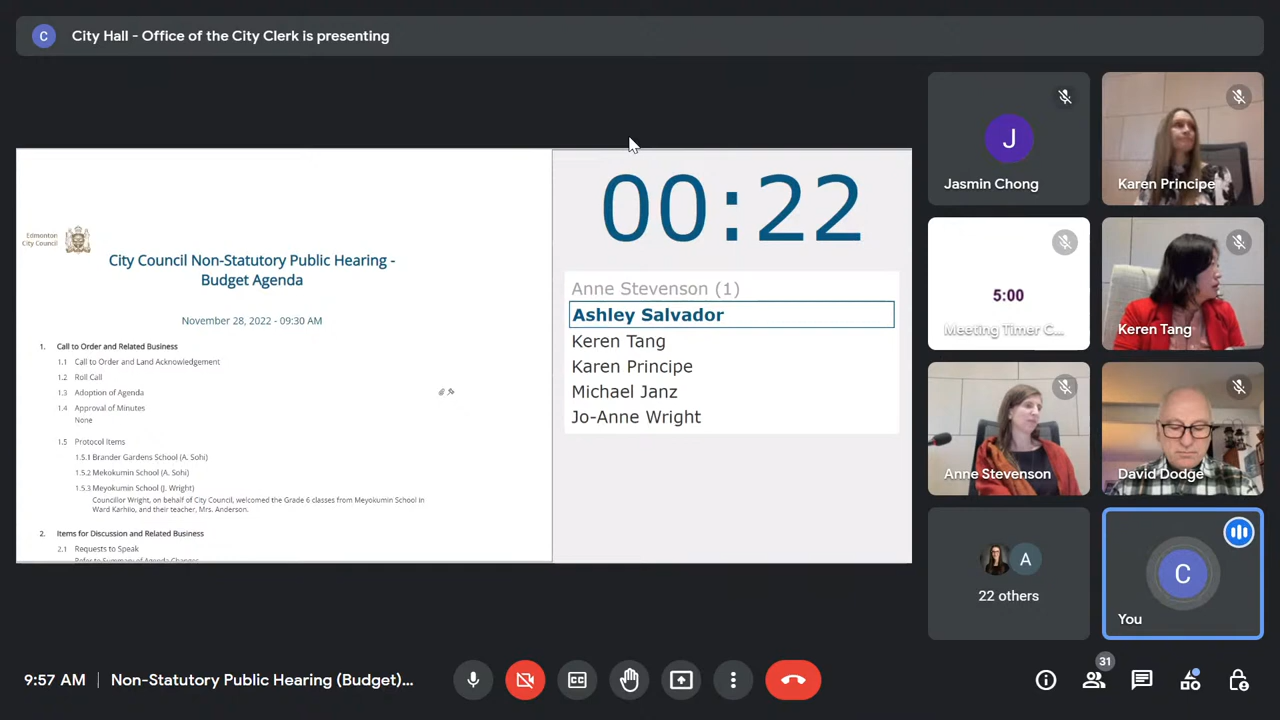 C City Hall - Office of the City Clerk is presenting
Edmonton
City Council
City Council Non-Statutory Public Hearing -
Budget Agenda
November 28, 2022 - 09:30 AM
1. Call to Order and Related Business
1.1 Call to Order and Land Acknowledgement
1.2 Roll Call
1.3 Adoption of Agenda
1.4 Approval of Minutes
None
1.5 Protocol Items
1.5.1 Brander Gardens School (A. Sohi)
1.5.2 Mekokumin School (A. Sohi)
1.5.3 Meyokumin School (J. Wright)
Councillor Wright, on behalf of City Council, welcomed the Grade 6 classes from Meyokumin School in
Ward Karhiio, and their teacher, Mrs. Anderson.
2. Items for Discussion and Related Business
2.1 Requests to Speak
Refer to Summary of Agenda Changes
00:22
Anne Stevenson (1)
Ashley Salvador
Keren Tang
Karen Principe
Michael Janz
Jo-Anne Wright
J
Jasmin Chong
Karen Principe
5:00
Meeting Timer C...
Keren Tang
Anne Stevenson
David Dodge
A
22 others
C
You
9:57 AM | Non-Statutory Public Hearing (Budget)...
31